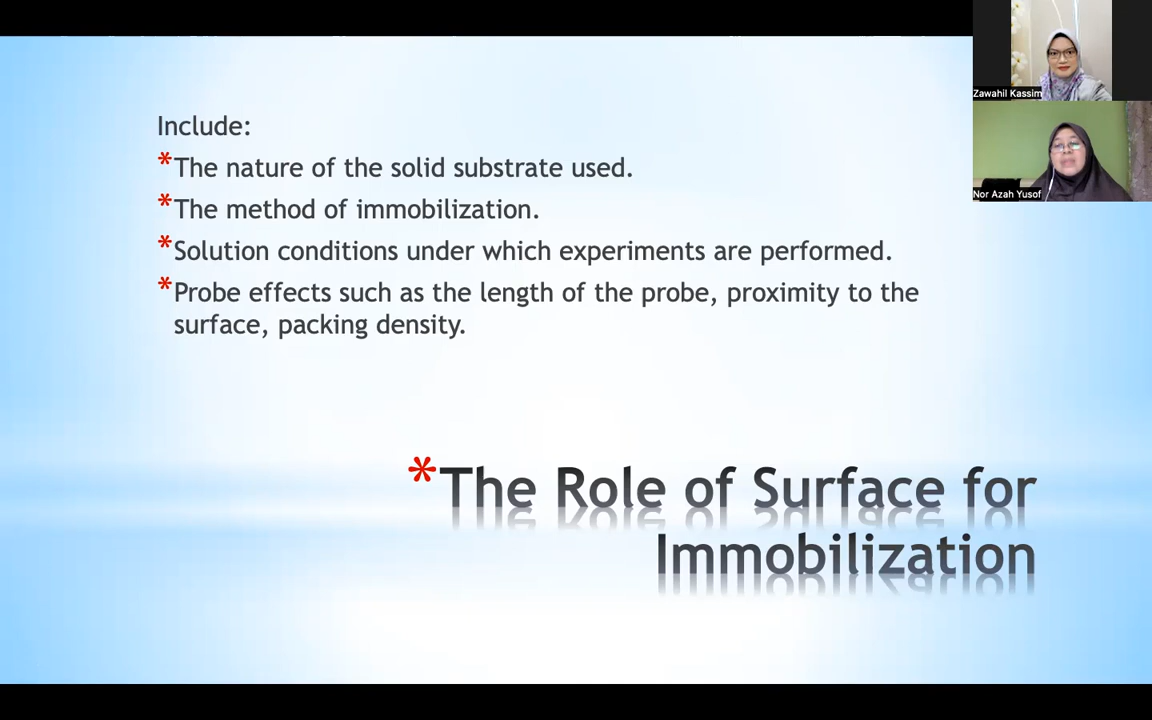 Include:
*The nature of the solid substrate used.
*The method of immobilization.
*Solution conditions under which experiments are performed.
*Probe effects such as the length of the probe, proximity to the
surface, packing density.
*The Role of Surface for
Immobilization
Zawahil Kassim
Nor Azah Yusof